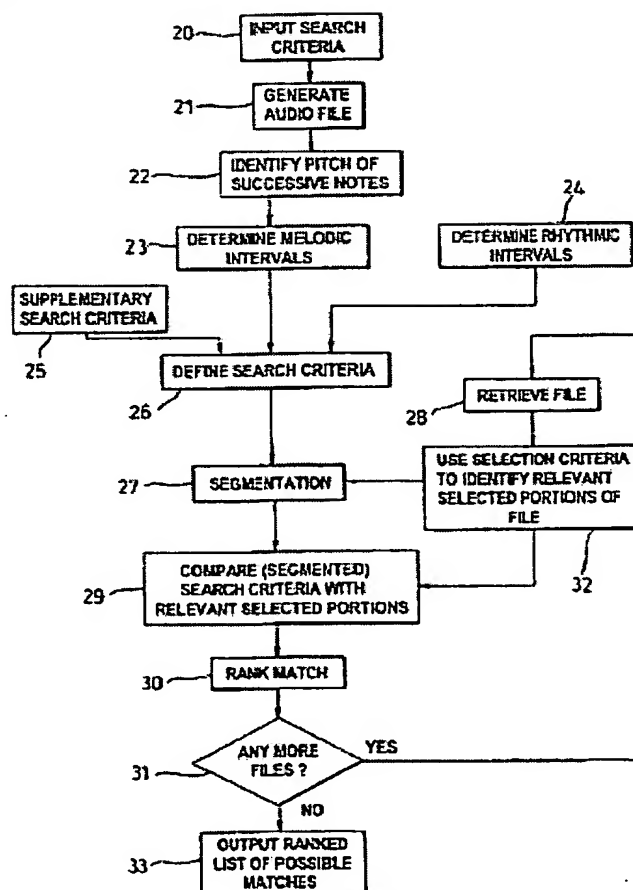 20
INPUT SEARCH
CRITERIA
21
GENERATE
AUDIO FILE
22
IDENTIFY PITCH OF
SUCCESSIVE NOTES
23
DETERMINE MELODIC
INTERVALS
24
DETERMINE RHYTHMIC
INTERVALS
SUPPLEMENTARY
SEARCH CRITERIA
25
DEFINE SEARCH CRITERIA
26
RETRIEVE FILE
28
27
SEGMENTATION
USE SELECTION CRITERIA
TO IDENTIFY RELEVANT
SELECTED PORTIONS OF
FILE
32
29
COMPARE (SEGMENTED)
SEARCH CRITERIA WITH
RELEVANT SELECTED PORTIONS
30
RANK MATCH
31
ANY MORE
FILES ?
YES
NO
33
OUTPUT RANKED
LIST OF POSSIBLE
MATCHES